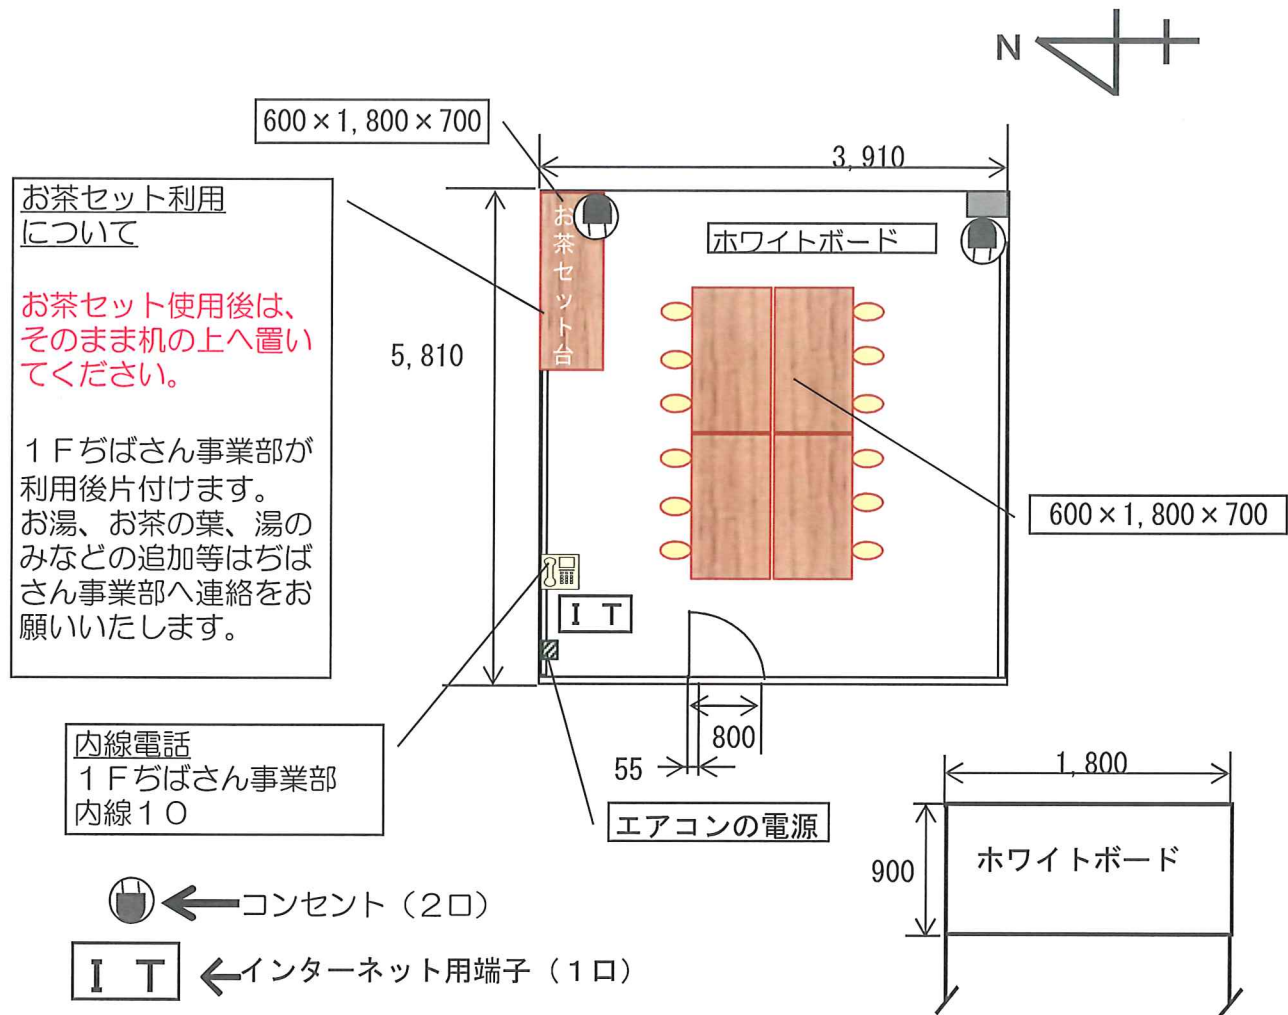 N
600×1,800×700
3,910
お茶セット利用
について
お茶セット使用後は、
そのまま机の上へ置い
てください。
1Fぢばさん事業部が
利用後片付けます。
お湯、お茶の葉、湯の
みなどの追加等はぢば
さん事業部へ連絡をお
願いいたします。
お茶セット台
ホワイトボード
5,810
600×1,800×700
I T
内線電話
1Fぢばさん事業部
内線10
800
55
エアコンの電源
1,800
900
ホワイトボード
コンセント（2口）
I T
インターネット用端子（1口）